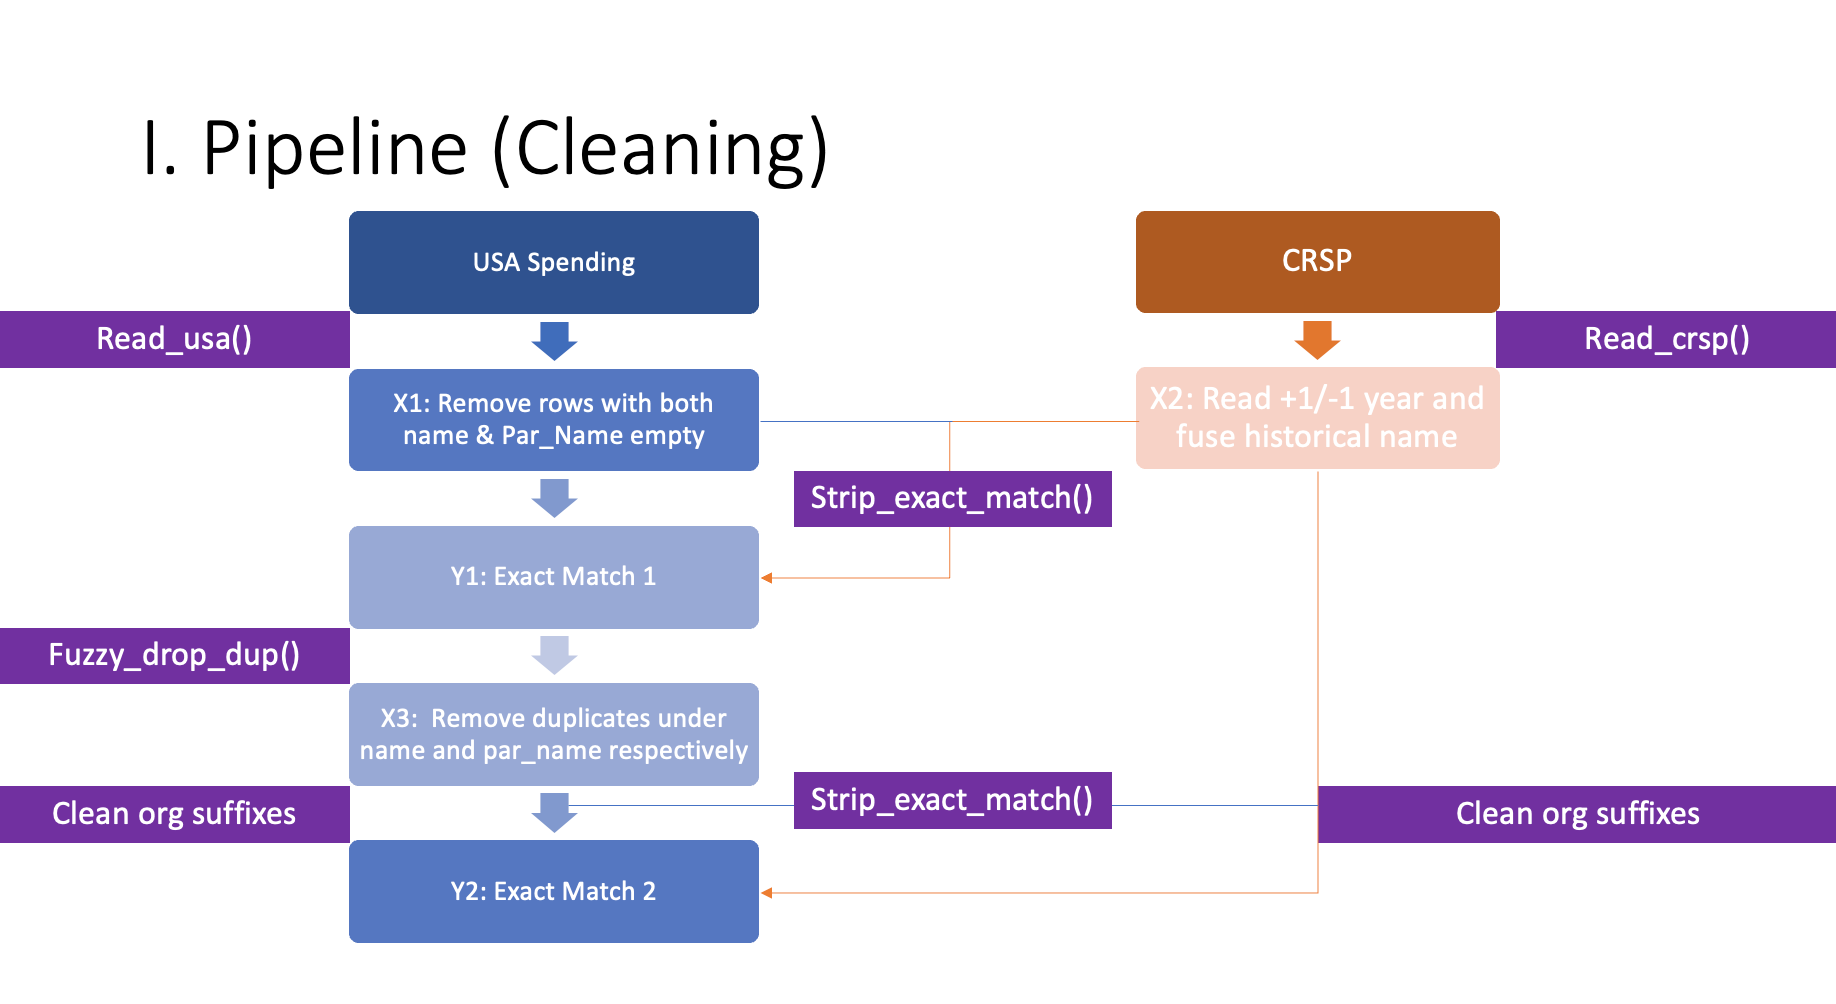 I. Pipeline (Cleaning)
USA Spending
CRSP
Read_usa()
Read_crsp()
X1: Remove rows with both
name & Par_Name empty
X2: Read +1/-1 year and
fuse historical name
Strip_exact_match()
Y1: Exact Match 1
Fuzzy_drop_dup()
X3:  Remove duplicates under
name and par_name respectively
Strip_exact_match()
Clean org suffixes
Clean org suffixes
Y2: Exact Match 2